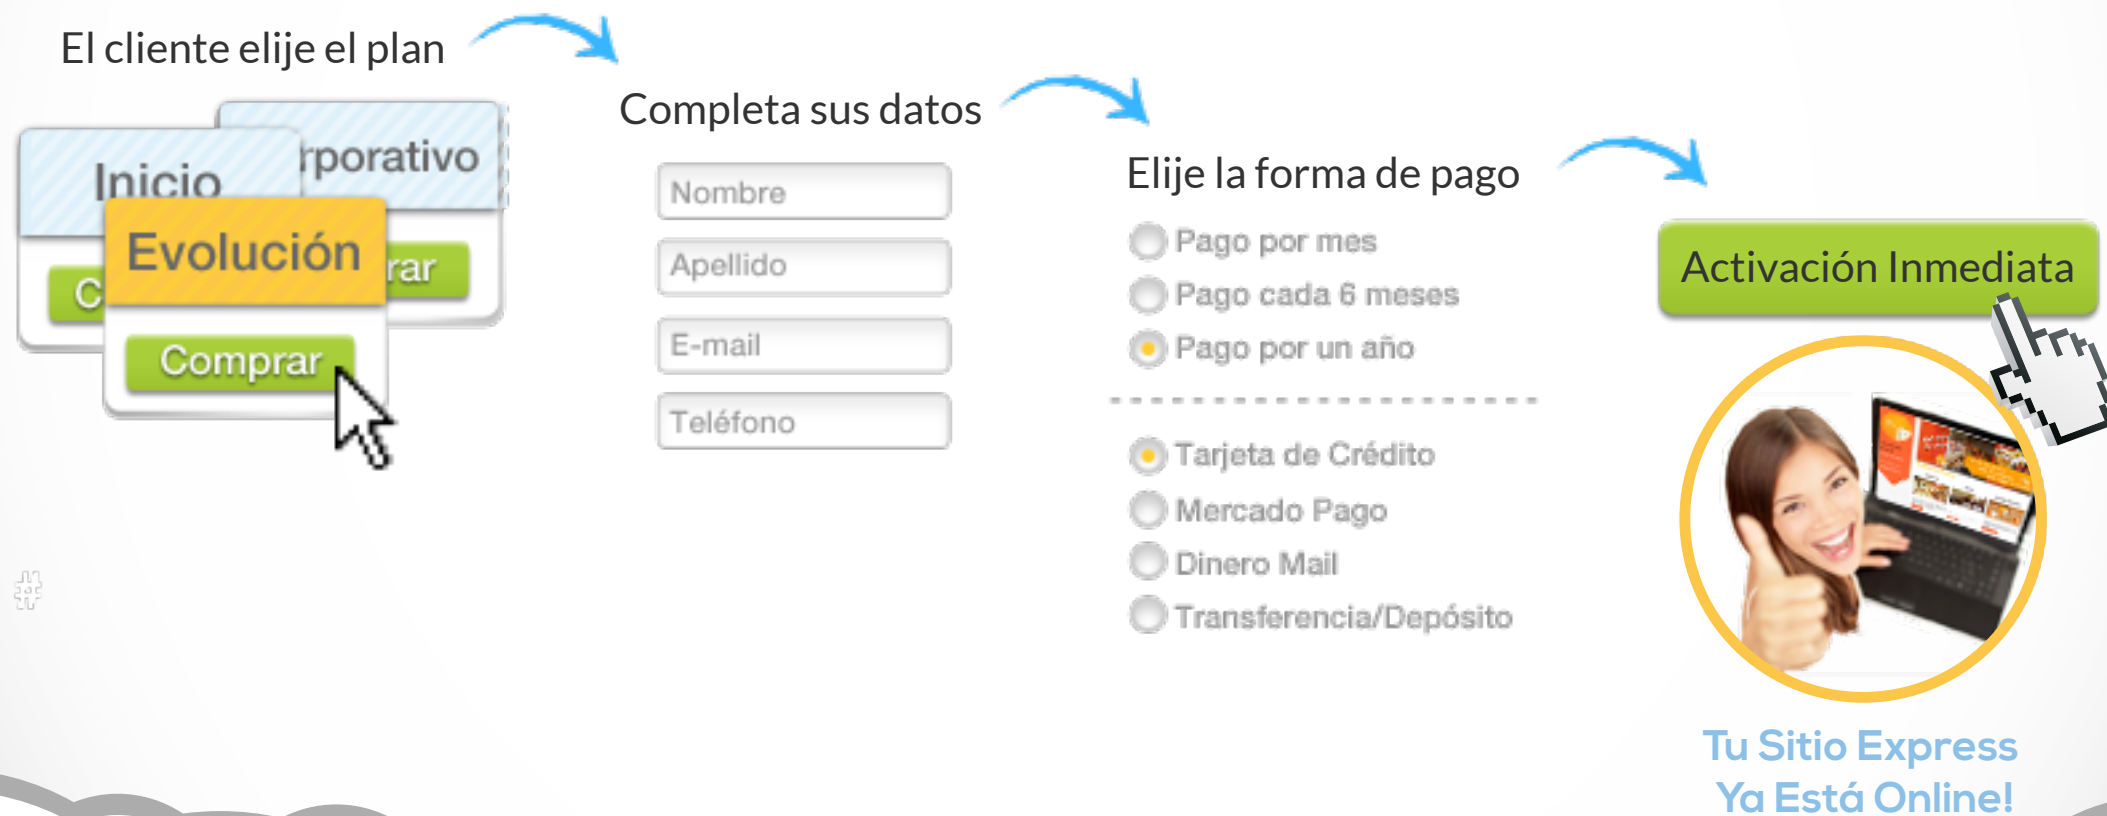 El cliente elije el plan
Inicio
rporativo
Evolución
C
rar
Comprar
Completa sus datos
Nombre
Apellido
E-mail
Teléfono
Elije la forma de pago
Pago por mes
Pago cada 6 meses
Pago por un año
Tarjeta de Crédito
Mercado Pago
Dinero Mail
Transferencia/Depósito
Activación Inmediata
Tu Sitio Express
Ya Está Online!
#